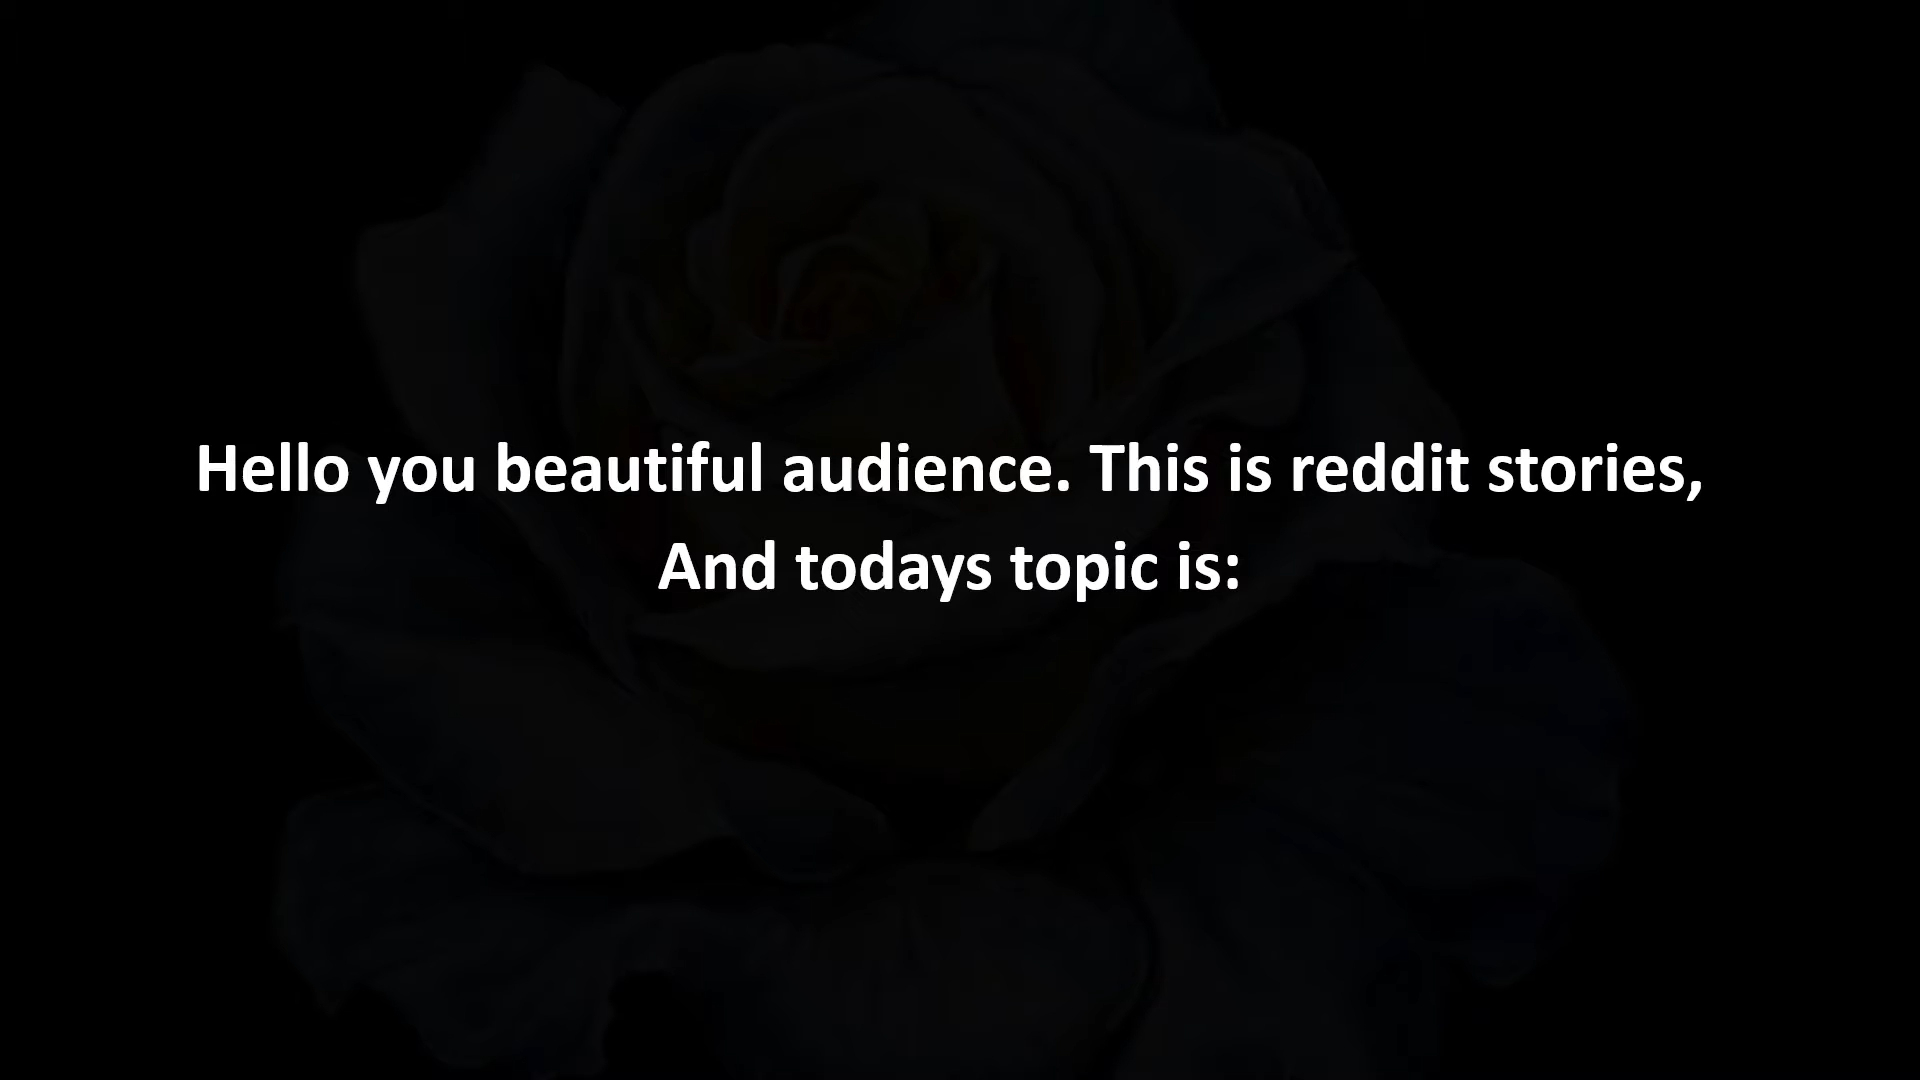 Hello you beautiful audience. This is reddit stories,
And todays topic is: